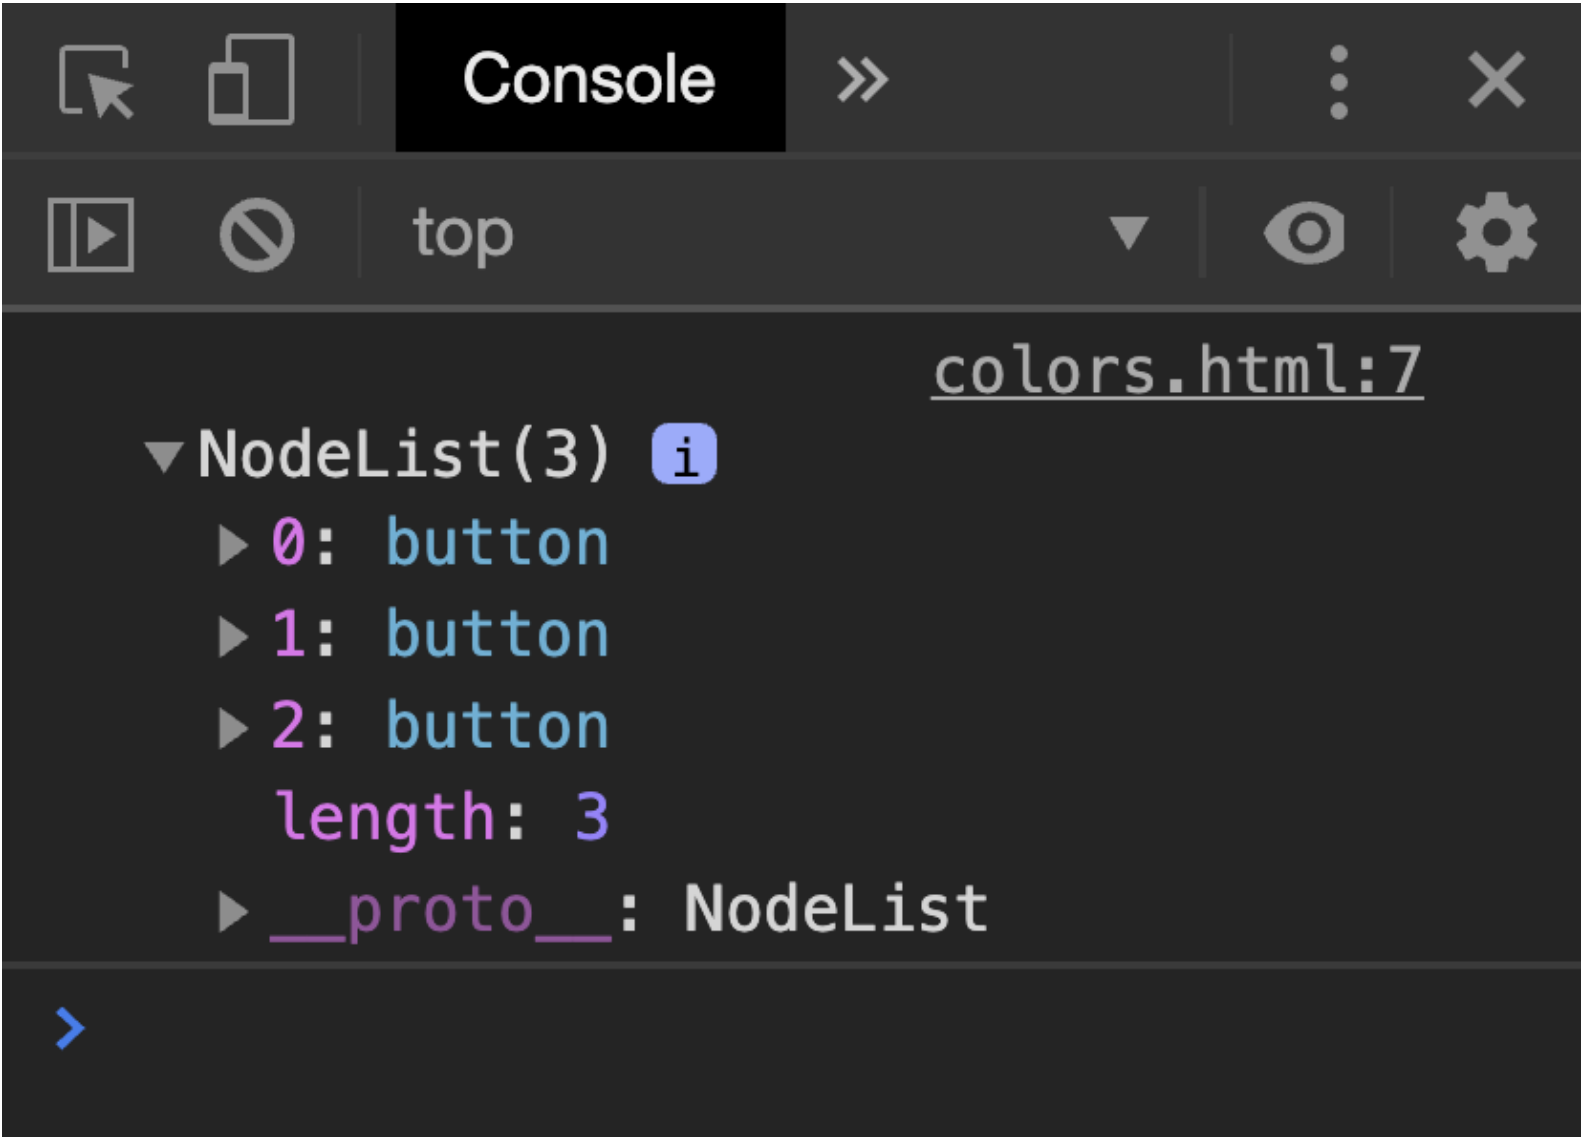 Console
top
colors.html:7
NodeList(3) i
0: button
1: button
2: button
length: 3
__proto__: NodeList